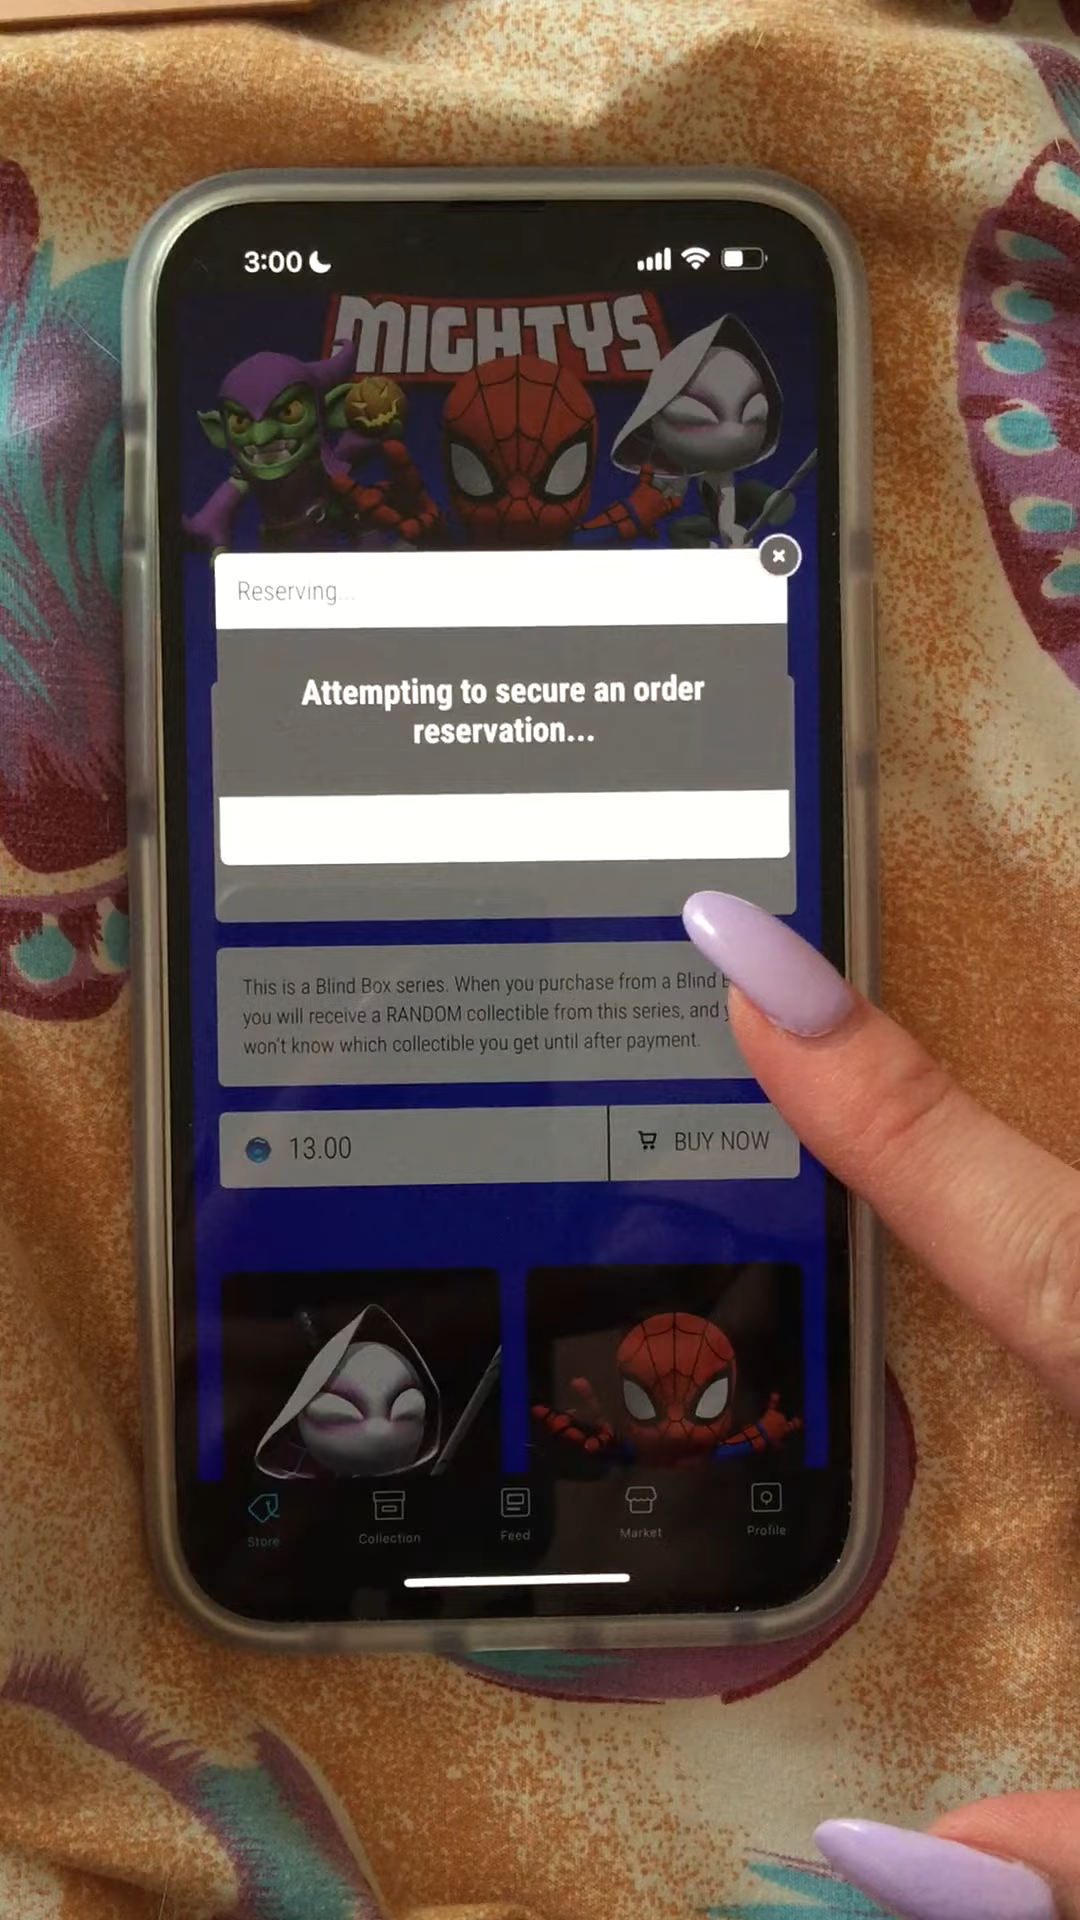 3:00
MIGHTYS
Reserving...
Attempting to secure an order
reservation...
This is a Blind Box series. When you purchase from a Blind
you will receive a RANDOM collectible from this series, and
won't know which collectible you get until after payment.
13.00
BUY NOW
Store
Collection
Feed
Market
Profile